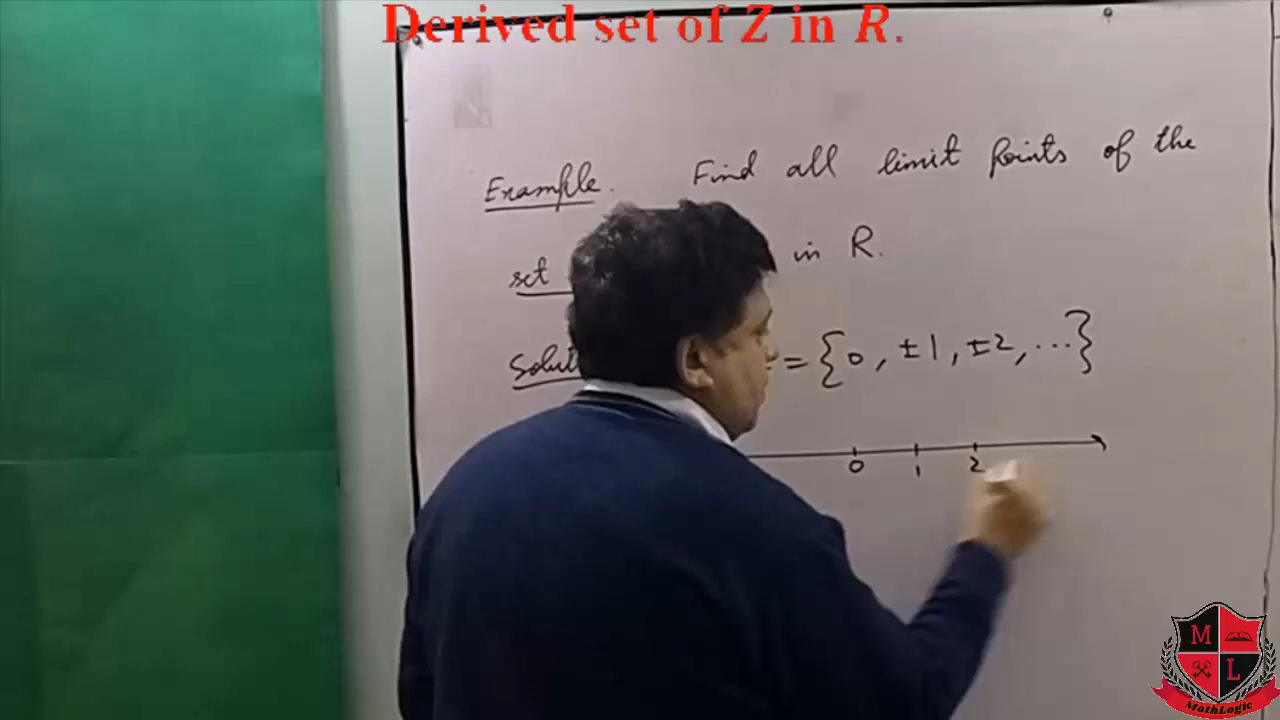 Derived set of Z in R.
Example. Find all limit points of the
set in R.
= {0, ±1, ±2, ...}
0 1 2
M L
MathLogic